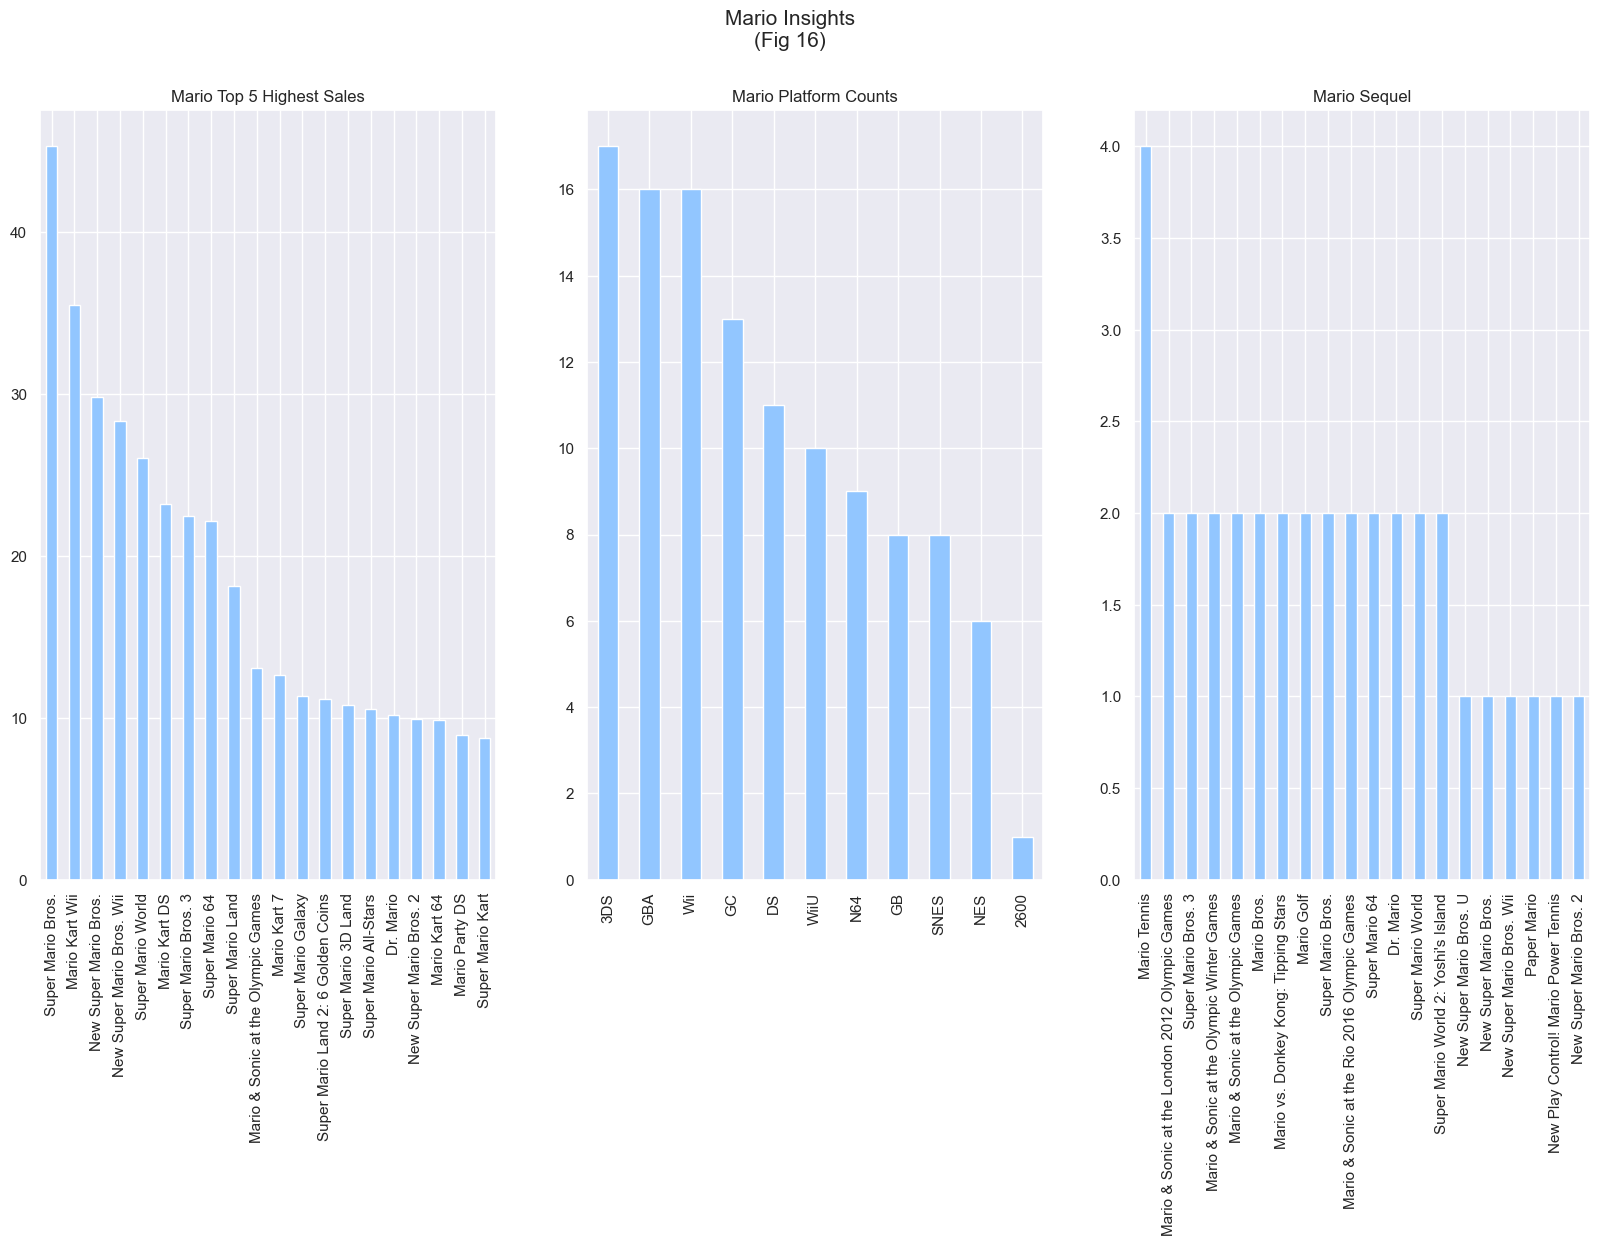 Mario Insights
(Fig 16)
Mario Top 5 Highest Sales
40
30
20
10
0
Super Mario Bros.
Mario Kart Wii
New Super Mario Bros.
New Super Mario Bros. Wii
Super Mario World
Mario Kart DS
Super Mario Bros. 3
Super Mario 64
Super Mario Land
Mario & Sonic at the Olympic Games
Mario Kart 7
Super Mario Galaxy
Super Mario Land 2: 6 Golden Coins
Super Mario 3D Land
Super Mario All-Stars
Dr. Mario
New Super Mario Bros. 2
Mario Kart 64
Mario Party DS
Super Mario Kart
Mario Platform Counts
16
14
12
10
8
6
4
2
0
3DS
GBA
Wii
GC
DS
WiiU
N64
GB
SNES
NES
2600
Mario Sequel
4.0
3.5
3.0
2.5
2.0
1.5
1.0
0.5
0.0
Mario Tennis
Mario & Sonic at the London 2012 Olympic Games
Super Mario Bros. 3
Mario & Sonic at the Olympic Winter Games
Mario & Sonic at the Olympic Games
Mario Bros.
Mario vs. Donkey Kong: Tipping Stars
Mario Golf
Super Mario Bros.
Mario & Sonic at the Rio 2016 Olympic Games
Super Mario 64
Dr. Mario
Super Mario World
Super Mario World 2: Yoshi's Island
New Super Mario Bros. U
New Super Mario Bros.
New Super Mario Bros. Wii
Paper Mario
New Play Control! Mario Power Tennis
New Super Mario Bros. 2